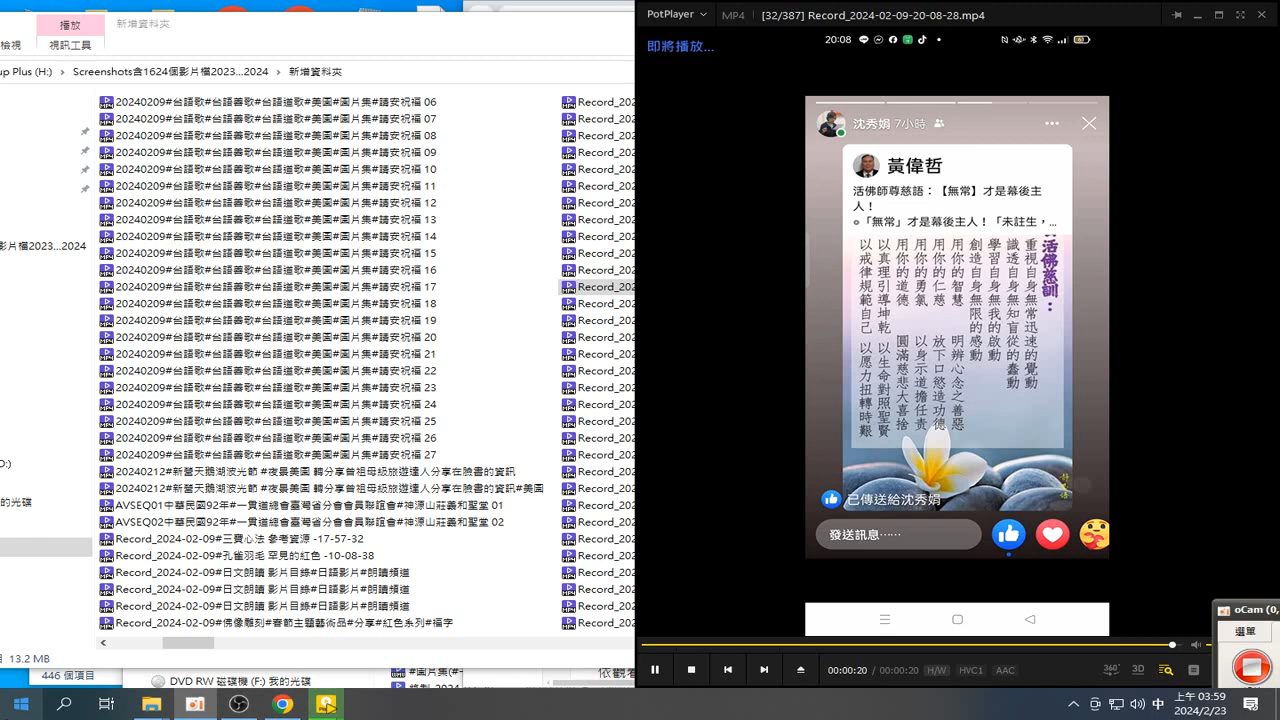 播放
新增資料夾
檢視
視訊工具
up Plus (H:) › Screenshots含1624個影片檔2023...2024 › 新增資料夾
影片檔2023...2024
O:)
的光碟
20240209#台語歌#台語善歌#台語道歌#美圖#圖片集#請安祝福 06
20240209#台語歌#台語善歌#台語道歌#美圖#圖片集#請安祝福 07
20240209#台語歌#台語善歌#台語道歌#美圖#圖片集#請安祝福 08
20240209#台語歌#台語善歌#台語道歌#美圖#圖片集#請安祝福 09
20240209#台語歌#台語善歌#台語道歌#美圖#圖片集#請安祝福 10
20240209#台語歌#台語善歌#台語道歌#美圖#圖片集#請安祝福 11
20240209#台語歌#台語善歌#台語道歌#美圖#圖片集#請安祝福 12
20240209#台語歌#台語善歌#台語道歌#美圖#圖片集#請安祝福 13
20240209#台語歌#台語善歌#台語道歌#美圖#圖片集#請安祝福 14
20240209#台語歌#台語善歌#台語道歌#美圖#圖片集#請安祝福 15
20240209#台語歌#台語善歌#台語道歌#美圖#圖片集#請安祝福 16
20240209#台語歌#台語善歌#台語道歌#美圖#圖片集#請安祝福 17
20240209#台語歌#台語善歌#台語道歌#美圖#圖片集#請安祝福 18
20240209#台語歌#台語善歌#台語道歌#美圖#圖片集#請安祝福 19
20240209#台語歌#台語善歌#台語道歌#美圖#圖片集#請安祝福 20
20240209#台語歌#台語善歌#台語道歌#美圖#圖片集#請安祝福 21
20240209#台語歌#台語善歌#台語道歌#美圖#圖片集#請安祝福 22
20240209#台語歌#台語善歌#台語道歌#美圖#圖片集#請安祝福 23
20240209#台語歌#台語善歌#台語道歌#美圖#圖片集#請安祝福 24
20240209#台語歌#台語善歌#台語道歌#美圖#圖片集#請安祝福 25
20240209#台語歌#台語善歌#台語道歌#美圖#圖片集#請安祝福 26
20240209#台語歌#台語善歌#台語道歌#美圖#圖片集#請安祝福 27
20240212#新營天鵝湖波光節 #夜景美圖 轉分享曾祖母級旅遊達人分享在臉書的資訊
20240212#新營天鵝湖波光節 #夜景美圖 轉分享曾祖母級旅遊達人分享在臉書的資訊#美圖
AVSEQ01中華民國92年#一貫道總會臺灣省分會會員聯誼會#神源山莊義和聖堂 01
AVSEQ02中華民國92年#一貫道總會臺灣省分會會員聯誼會#神源山莊義和聖堂 02
Record_2024-02-09#三寶心法 參考資源 -17-57-32
Record_2024-02-09#孔雀羽毛 罕見的紅色 -10-08-38
Record_2024-02-09#日文朗讀 影片目錄#日語影片#朗讀頻道
Record_2024-02-09#日文朗讀 影片目錄#日語影片#朗讀頻道
Record_2024-02-09#日文朗讀 影片目錄#日語影片#朗讀頻道
Record_2024-02-09#佛像雕刻#春節主題藝術品#分享#紅色系列#福字
13.2 MB
446 個項目
DVD RW 磁碟機 (F:) 我的光碟
#圖片集(#
PotPlayer
MP4
[32/387] Record_2024-02-09-20-08-28.mp4
即將播放...
20:08
沈秀娟 7小時
黃偉哲
活佛師尊慈語：【無常】才是幕後主
人！
「無常」才是幕後主人！「未註生，...
活佛慈訓：
重視自身無常迅速的覺動
識透自身無知盲從的蠢動
學習自身無我的啟動
創造自身無限的感動
用你的智慧 明辨心念之善惡
用你的仁慈 放下口慾造功德
用你的勇氣 以身示道擔任責
用你的道德 圓滿慈悲大喜捨
以真理引導坤乾 以生命對照聖賢
以戒律規範自己 以愿力扭轉時艱
已傳送給沈秀娟
發送訊息……
00:00:20 / 00:00:20
H/W
HVC1
AAC
360°
3D
oCam (0,
選單
中
上午 03:59
2024/2/23